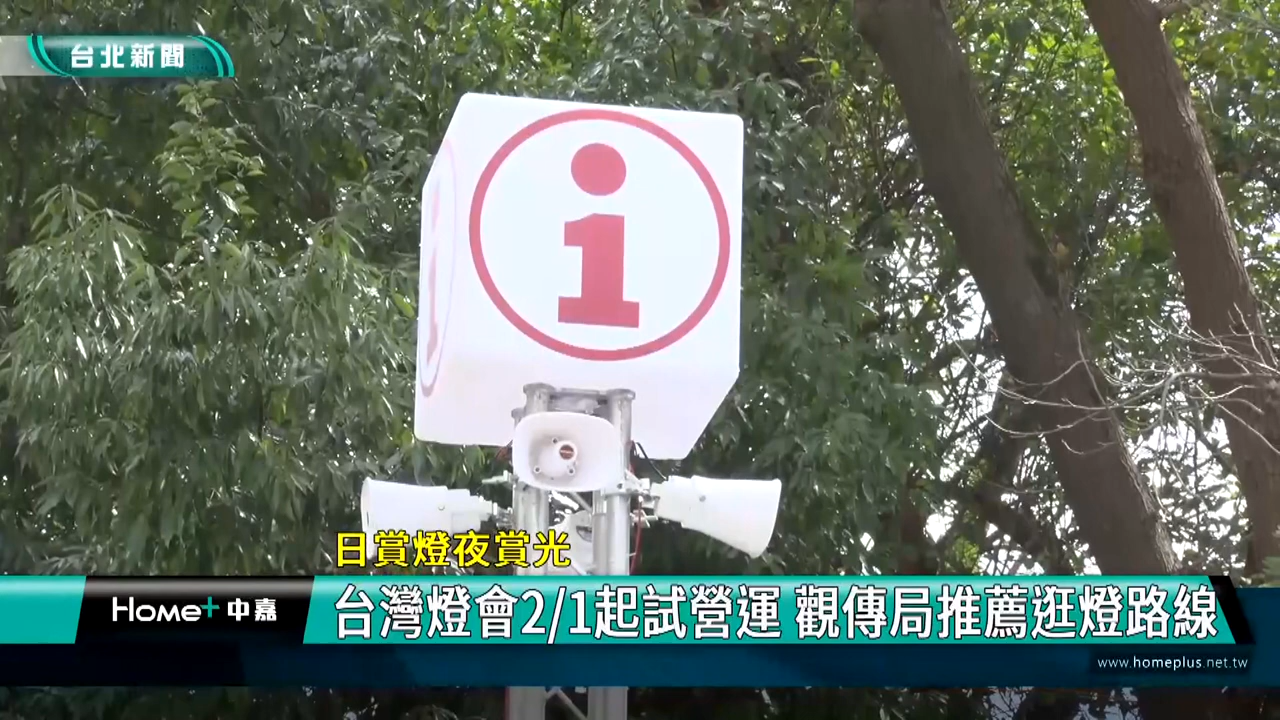 台北新聞
i
日賞燈夜賞光
Home+中嘉
台灣燈會2/1起試營運 觀傳局推薦逛燈路線
www.homeplus.net.tw